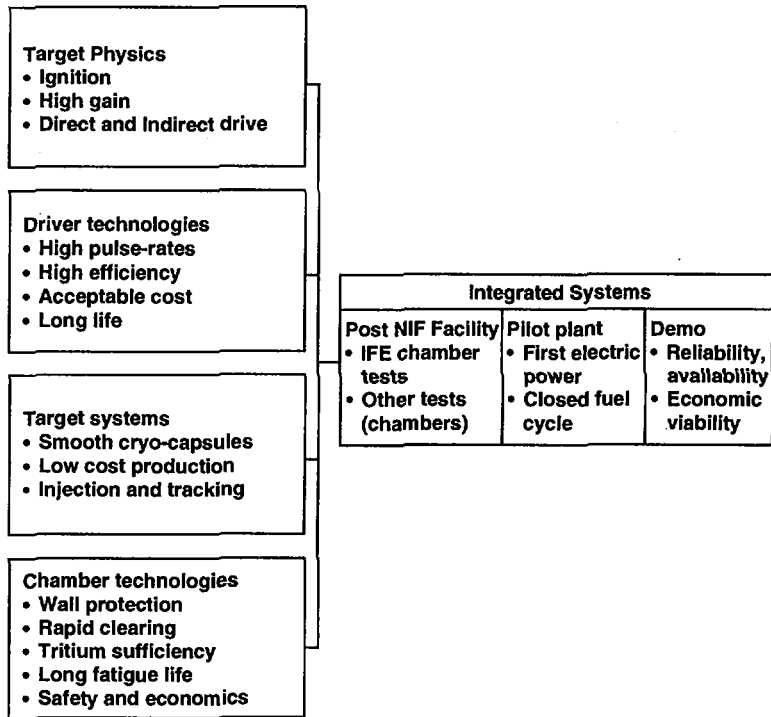 Target Physics
• Ignition
• High gain
• Direct and Indirect drive
Driver technologies
• High pulse-rates
• High efficiency
• Acceptable cost
• Long life
Target systems
• Smooth cryo-capsules
• Low cost production
• Injection and tracking
Chamber technologies
• Wall protection
• Rapid clearing
• Tritium sufficiency
• Long fatigue life
• Safety and economics
Integrated Systems
Post NIF Facility
• IFE chamber
tests
• Other tests
(chambers)
Pilot plant
• First electric
power
• Closed fuel
cycle
Demo
• Reliability,
availability
• Economic
viability